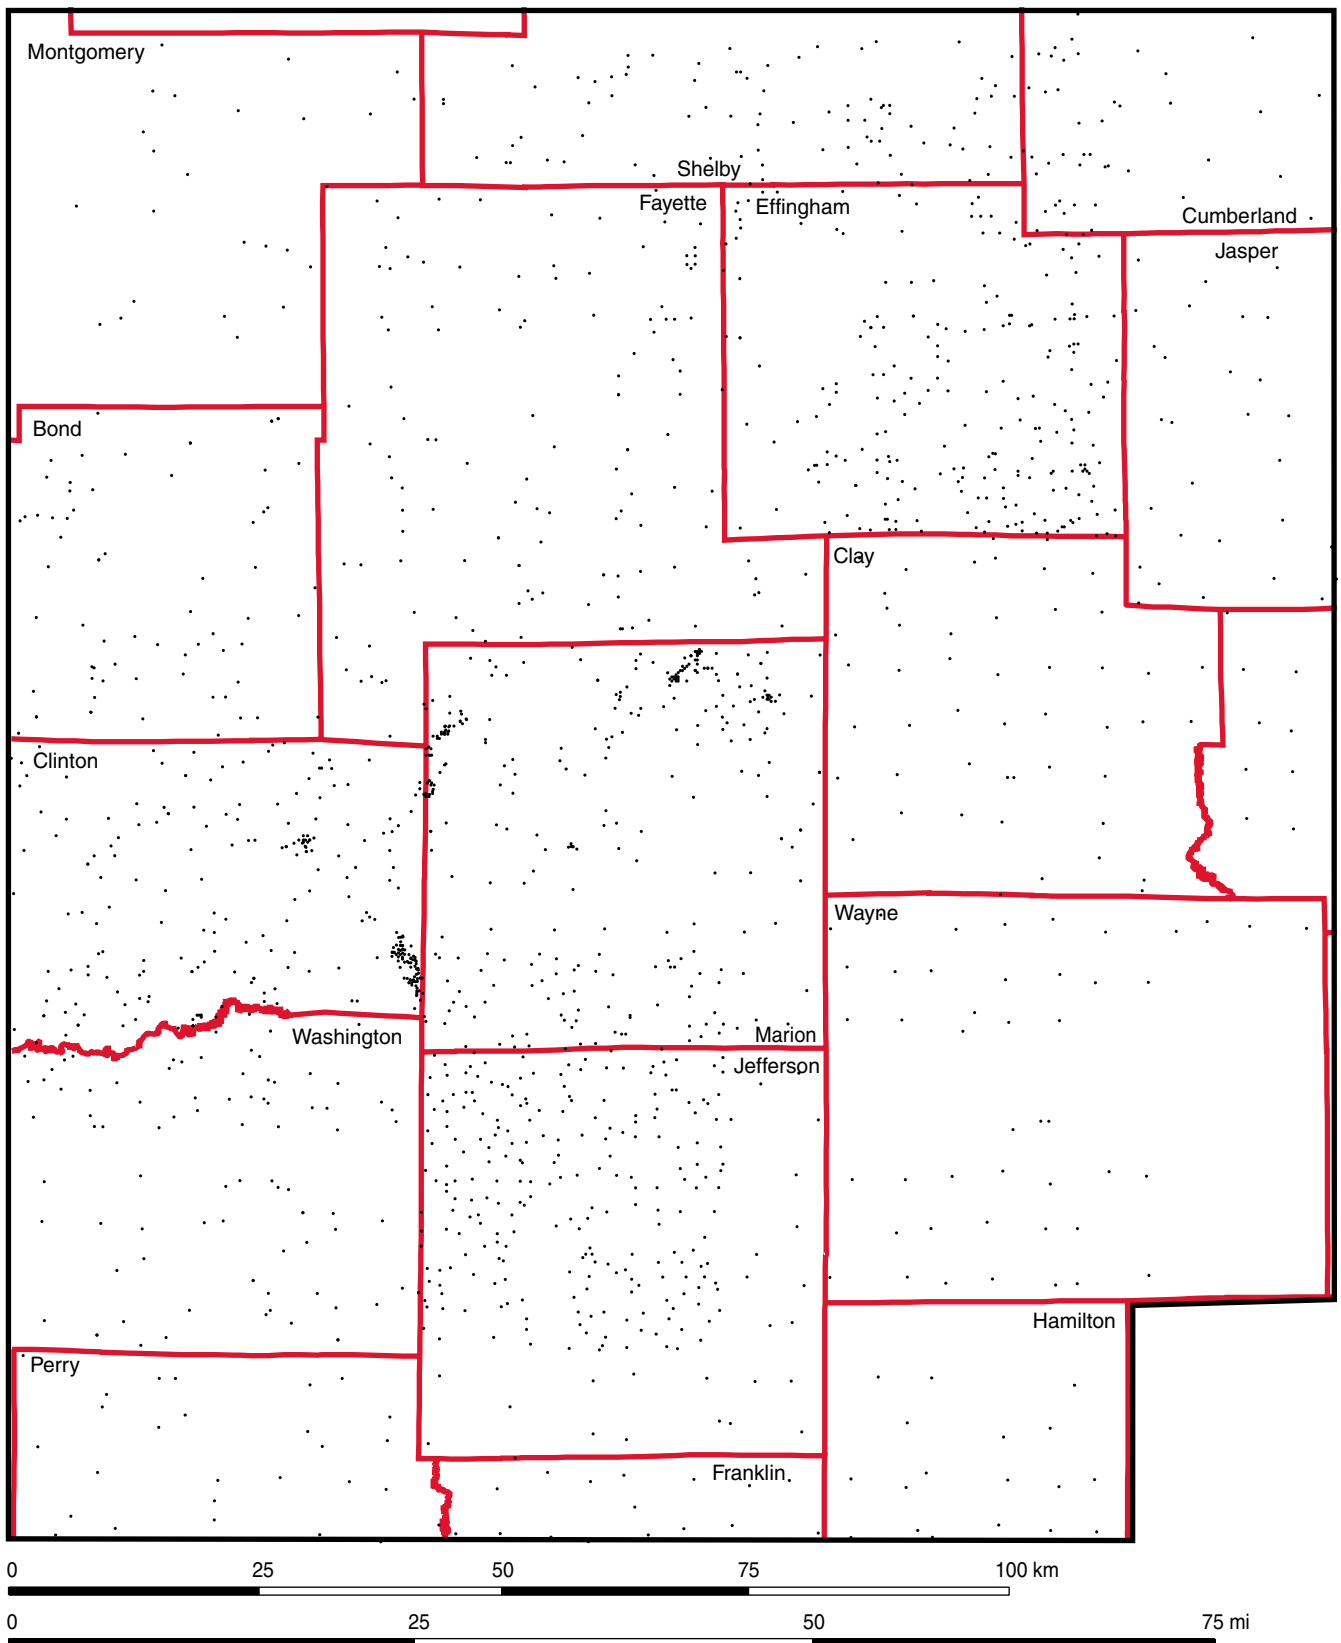 Montgomery
Shelby
Fayette
Effingham
Cumberland
Jasper
Bond
Clay
Clinton
Wayne
Washington
Marion
Jefferson
Hamilton
Perry
Franklin
0 25 50 75 100 km
0 25 50 75 mi